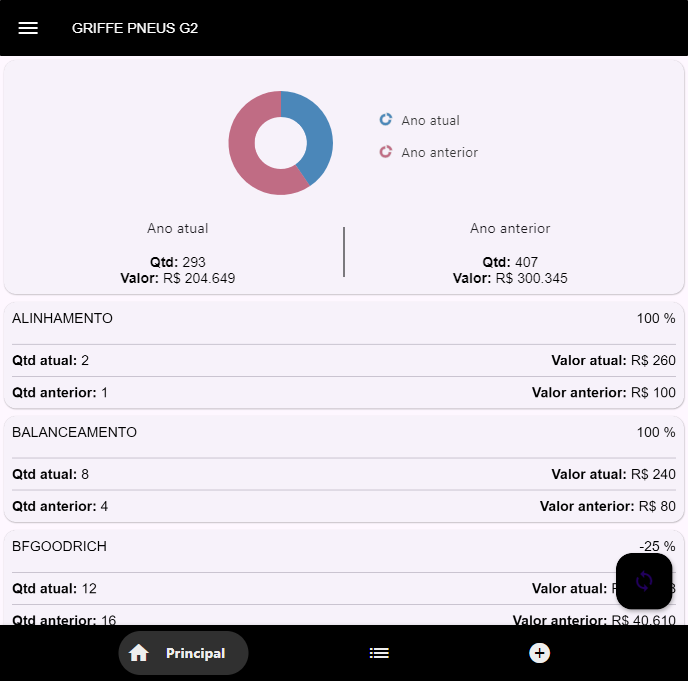 GRIFFE PNEUS G2
Ano atual
Ano anterior
Ano atual Ano anterior
Qtd: 293 Qtd: 407
Valor: R$ 204.649 Valor: R$ 300.345
ALINHAMENTO 100 %
Qtd atual: 2 Valor atual: R$ 260
Qtd anterior: 1 Valor anterior: R$ 100
BALANCEAMENTO 100 %
Qtd atual: 8 Valor atual: R$ 240
Qtd anterior: 4 Valor anterior: R$ 80
BFGOODRICH -25 %
Qtd atual: 12 Valor atual:
Qtd anterior: 16 Valor anterior: R$ 40.610
Principal